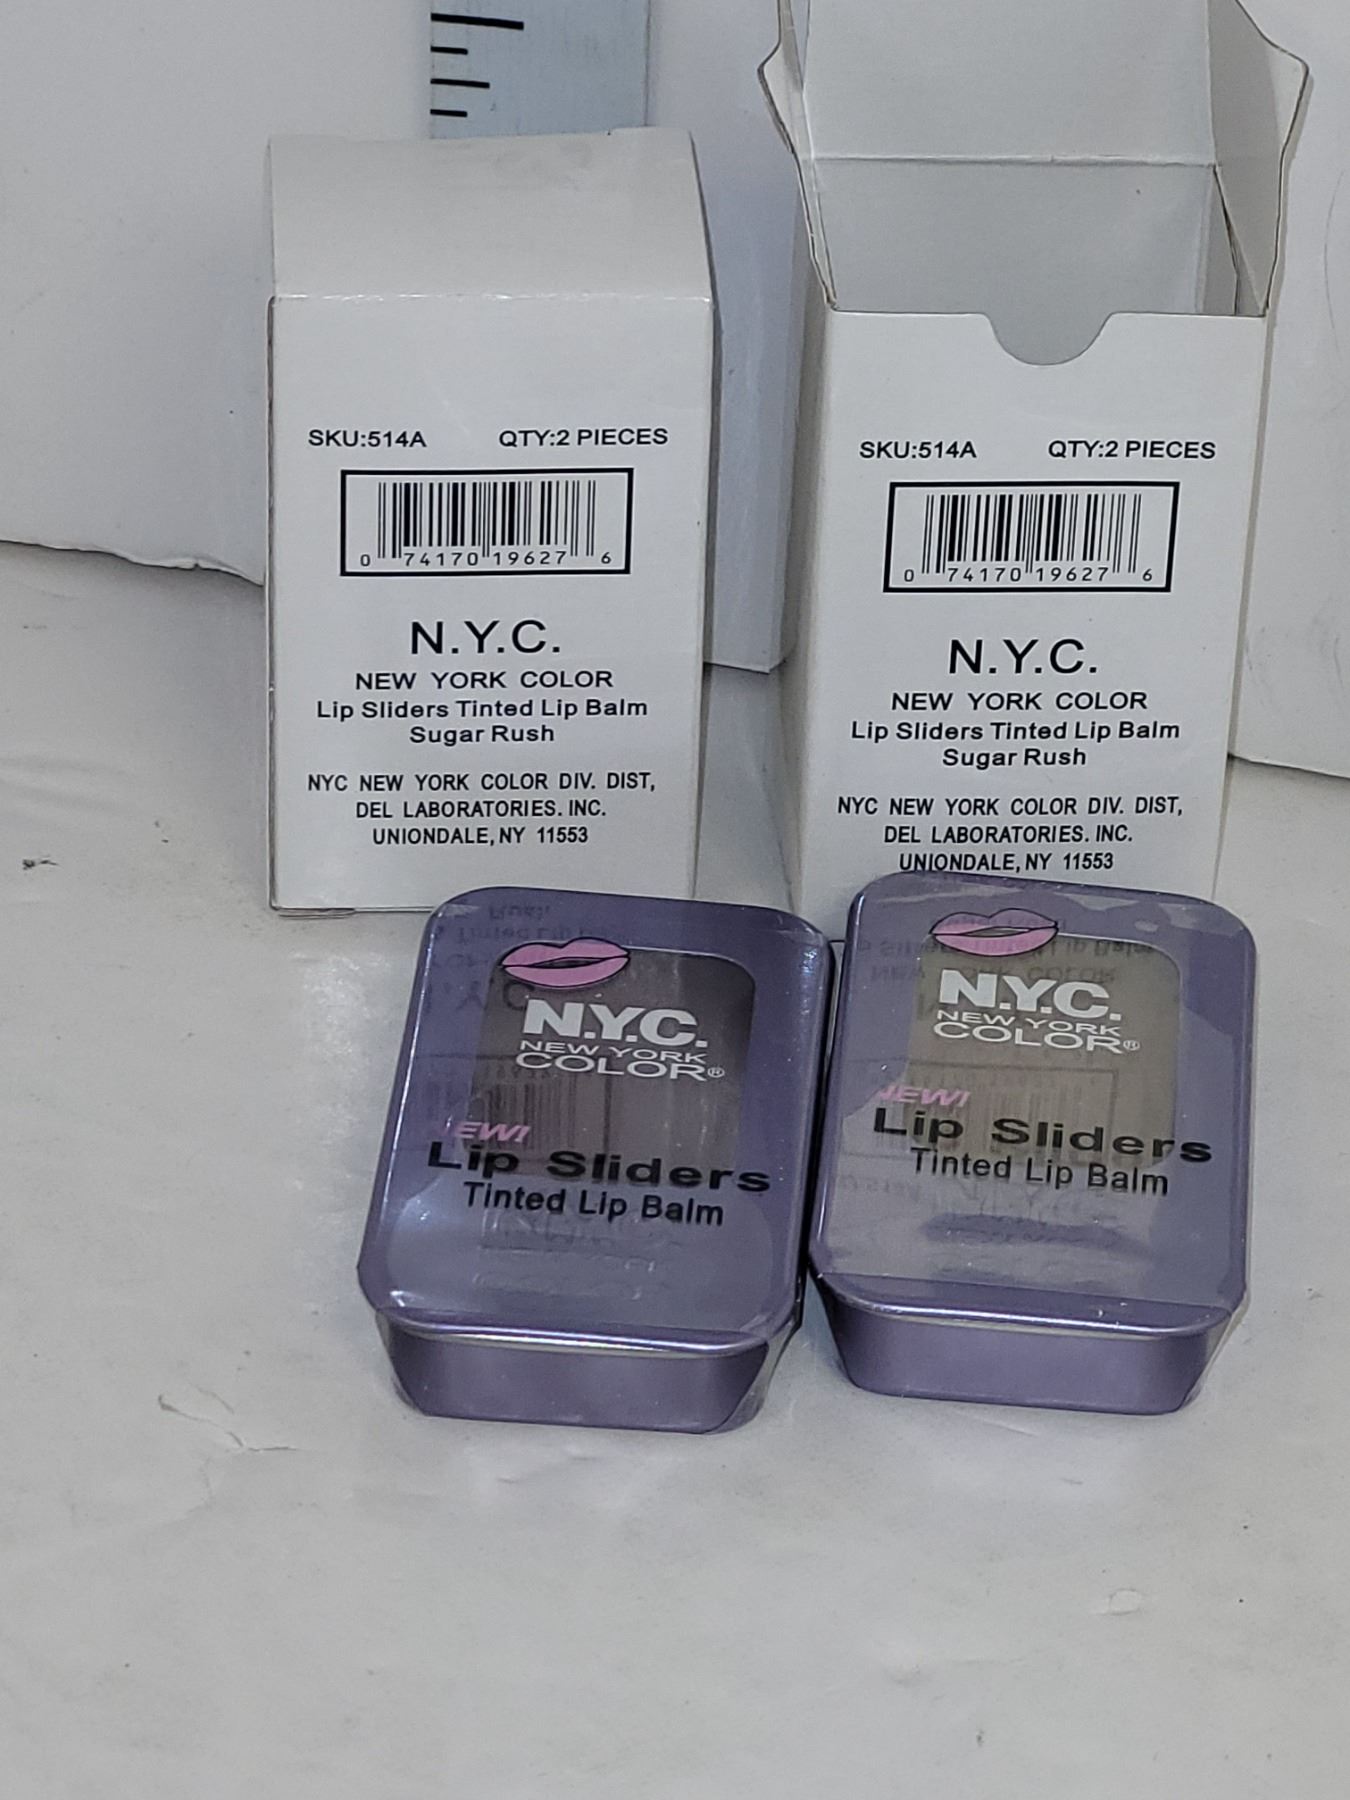 SKU:514A QTY:2 PIECES
0 74170 19627 6
N.Y.C.
NEW YORK COLOR
Lip Sliders Tinted Lip Balm
Sugar Rush
NYC NEW YORK COLOR DIV. DIST,
DEL LABORATORIES. INC.
UNIONDALE, NY 11553
SKU:514A QTY:2 PIECES
0 74170 19627 6
N.Y.C.
NEW YORK COLOR
Lip Sliders Tinted Lip Balm
Sugar Rush
NYC NEW YORK COLOR DIV. DIST,
DEL LABORATORIES. INC.
UNIONDALE, NY 11553
N.Y.C.
NEW YORK
COLOR®
NEW!
Lip Sliders
Tinted Lip Balm
N.Y.C.
NEW YORK
COLOR®
NEW!
Lip Sliders
Tinted Lip Balm